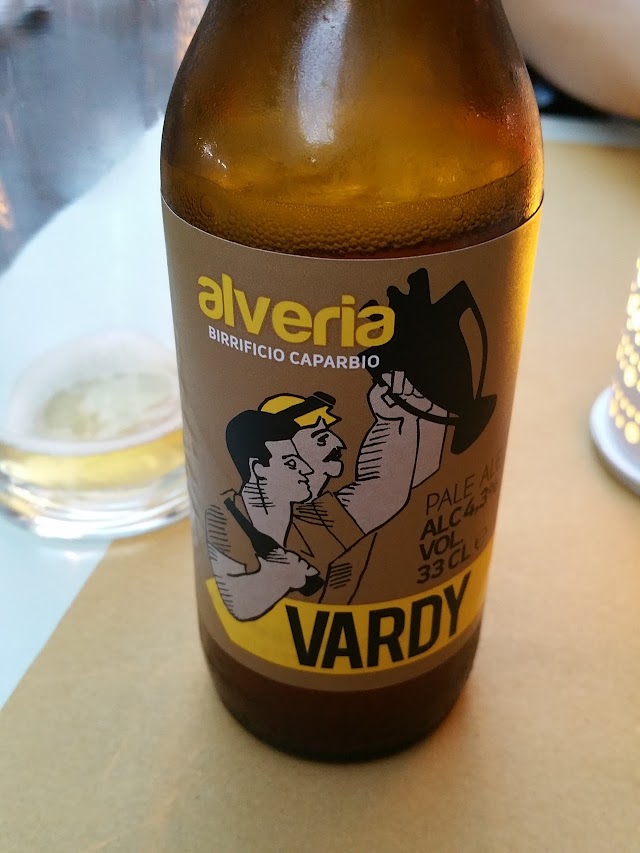 alveria
BIRRIFICIO CAPARBIO
PALE ALE
ALC 4.3%
VOL
33 CL e
VARDY